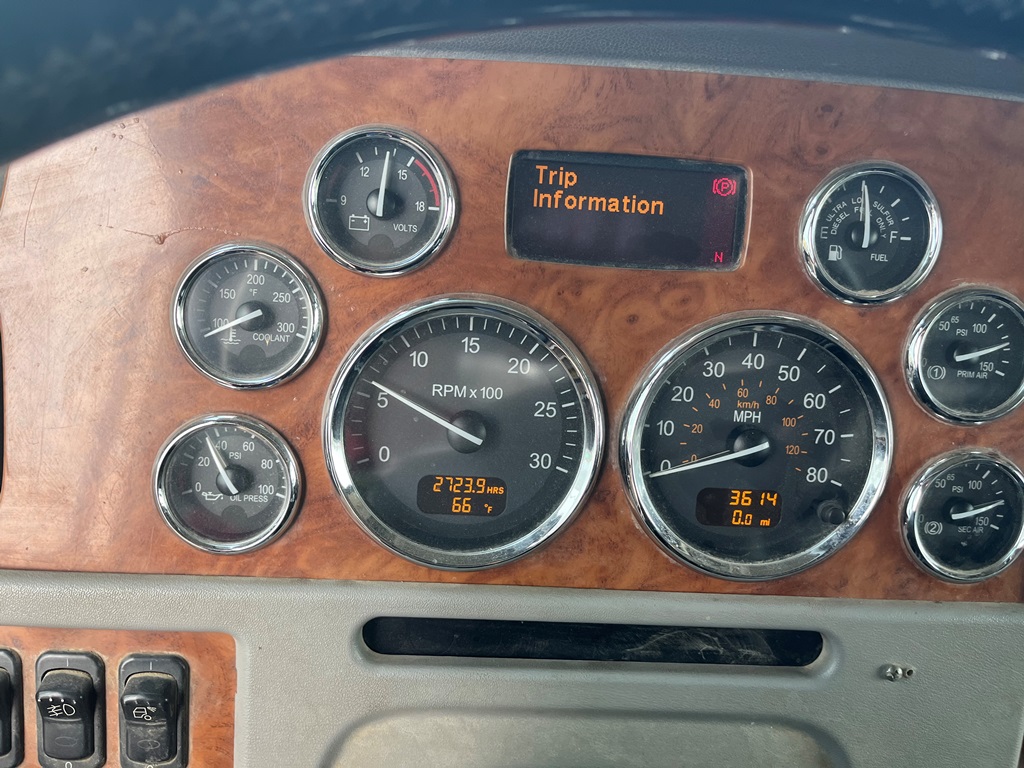 12 15
9 18
VOLTS
Trip
Information
P
N
ULTRA LOW SULFUR
DIESEL FUEL ONLY
E F
FUEL
200
°F
150 250
100 300
COOLANT
10 15 20
RPM x 100
5 25
0 30
2723.9 HRS
66 °F
30 40 50
20 60
60
40 80
km/h
MPH
10 20 100 70
0 0 120 80
3614
0.0 mi
65
50 PSI 100
1 150
PRIM AIR
40 60
20 PSI 80
0 100
OIL PRESS
65
50 PSI 100
2 150
SEC AIR